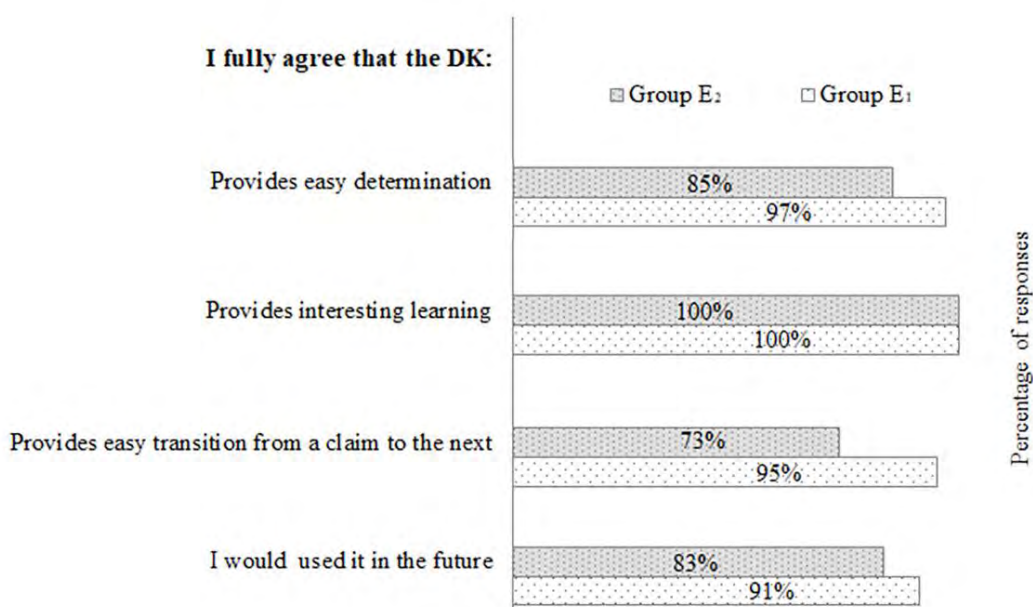 I fully agree that the DK:
Group E₂ Group E₁
Provides easy determination
85%
97%
Provides interesting learning
100%
100%
Provides easy transition from a claim to the next
73%
95%
I would used it in the future
83%
91%
Percentage of responses